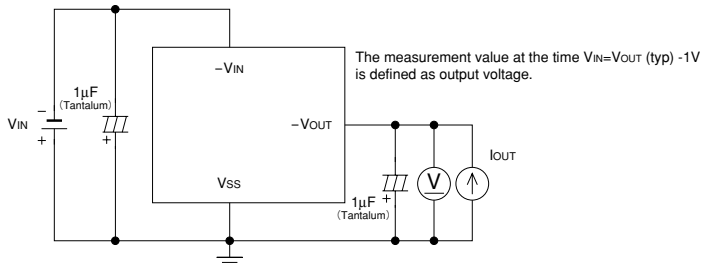 −VIN
The measurement value at the time VIN=VOUT (typ) -1V
is defined as output voltage.
1μF
(Tantalum)
−
+
VIN
−
+
−VOUT
IOUT
V
VSS
+
1μF
(Tantalum)